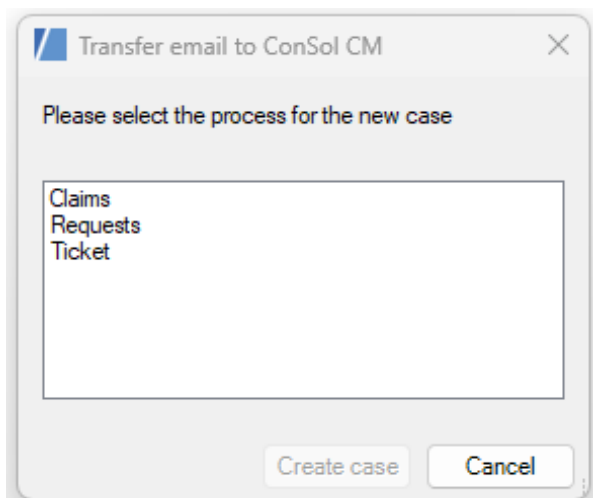 Transfer email to ConSol CM
Please select the process for the new case
Claims
Requests
Ticket
Create case
Cancel